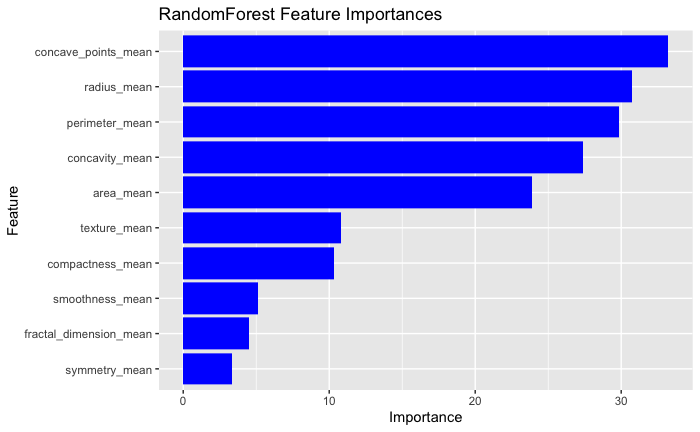 RandomForest Feature Importances
Feature
concave_points_mean
radius_mean
perimeter_mean
concavity_mean
area_mean
texture_mean
compactness_mean
smoothness_mean
fractal_dimension_mean
symmetry_mean
0 10 20 30
Importance